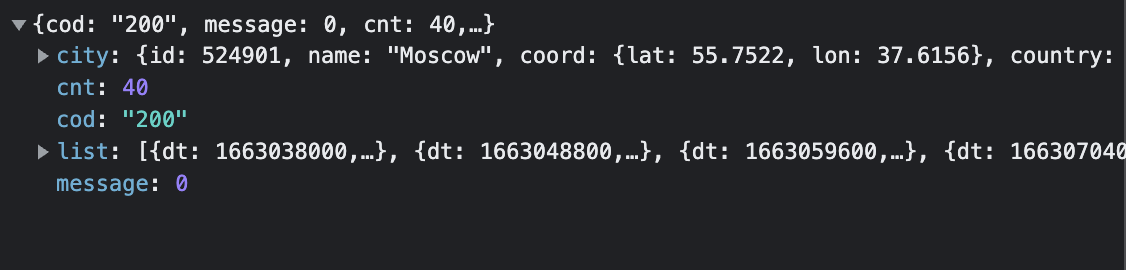 {cod: "200", message: 0, cnt: 40,…}
city: {id: 524901, name: "Moscow", coord: {lat: 55.7522, lon: 37.6156}, country:
cnt: 40
cod: "200"
list: [{dt: 1663038000,…}, {dt: 1663048800,…}, {dt: 1663059600,…}, {dt: 166307040
message: 0